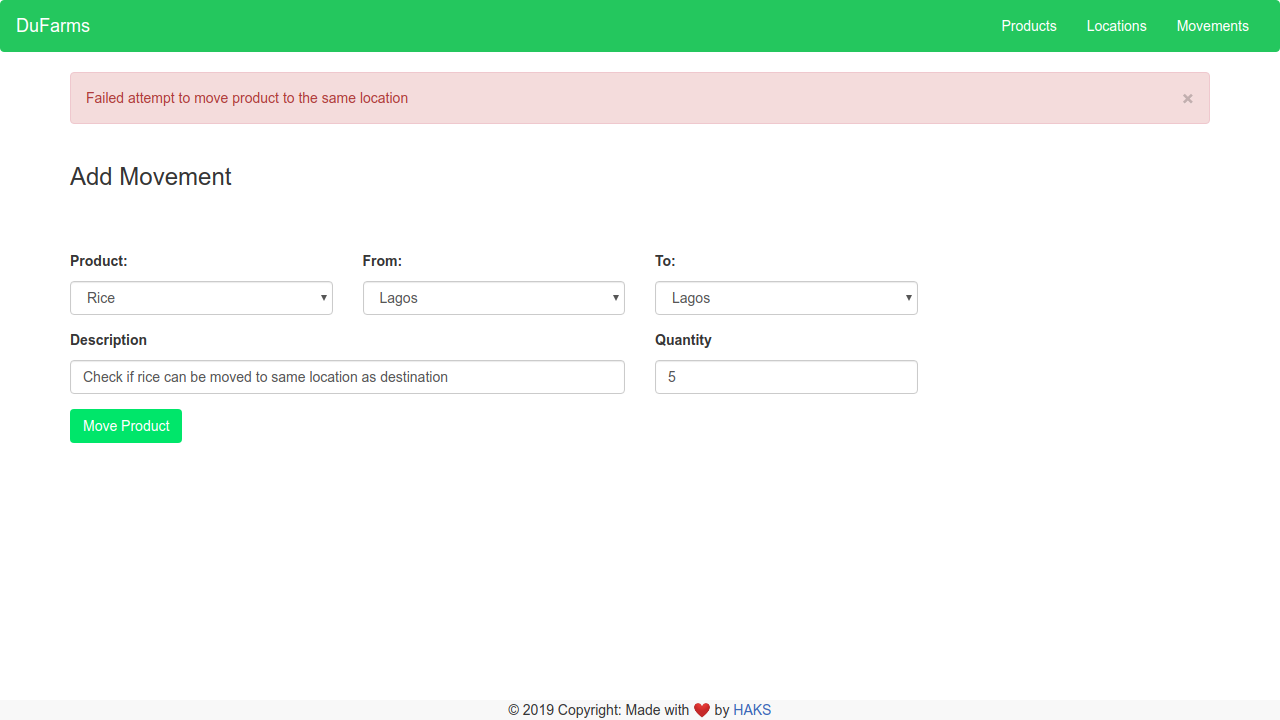 DuFarms Products Locations Movements
Failed attempt to move product to the same location ×
Add Movement
Product: From: To:
Rice Lagos Lagos
Description Quantity
Check if rice can be moved to same location as destination 5
Move Product
© 2019 Copyright: Made with ❤️ by HAKS